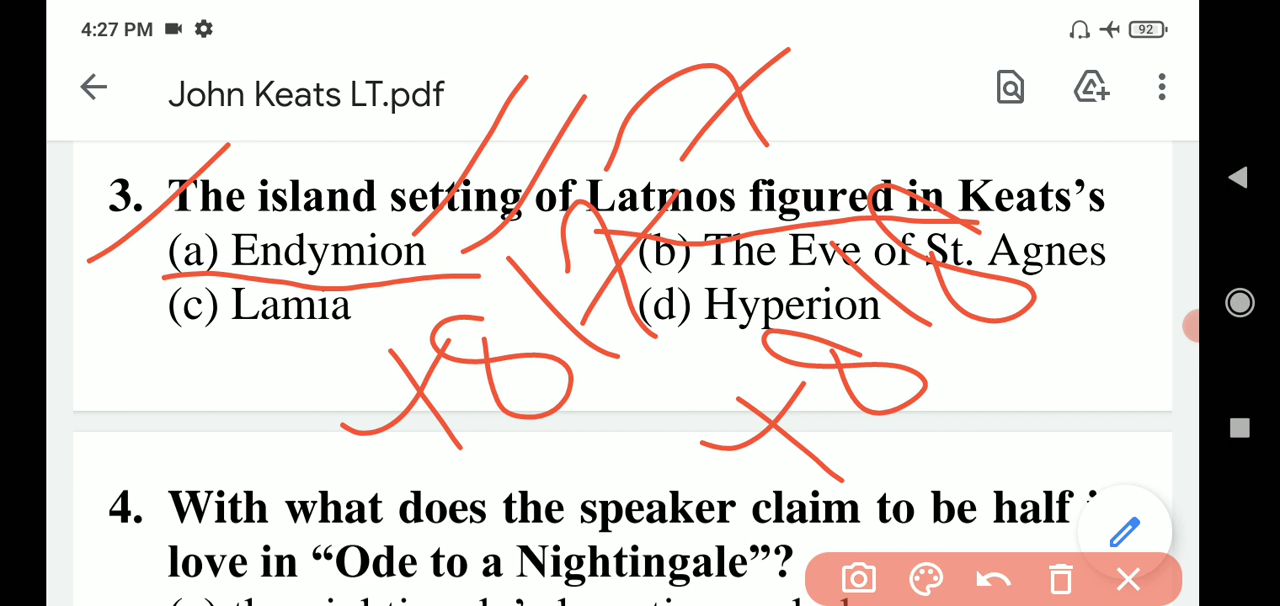 4:27 PM 92
John Keats LT.pdf
3. The island setting of Latmos figured in Keats's
(a) Endymion (b) The Eve of St. Agnes
(c) Lamia (d) Hyperion
4. With what does the speaker claim to be half
love in “Ode to a Nightingale”?